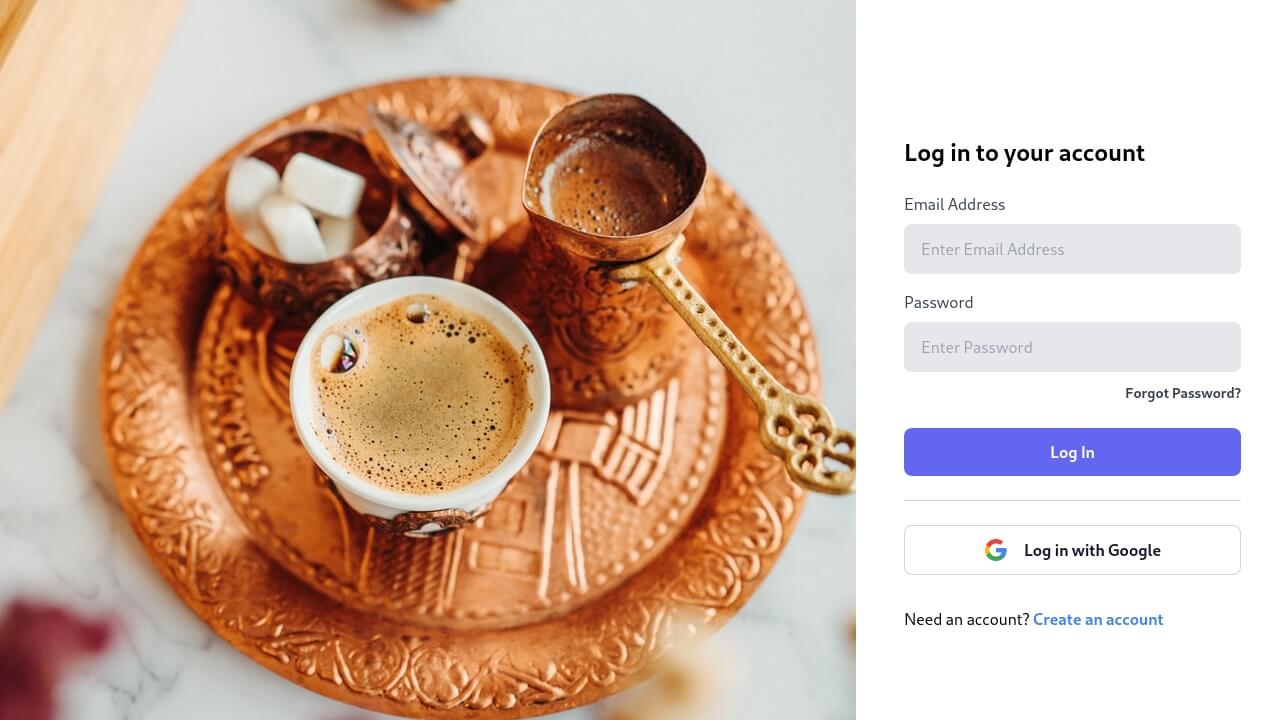 Log in to your account
Email Address
Enter Email Address
Password
Enter Password
Forgot Password?
Log In
Log in with Google
Need an account? Create an account